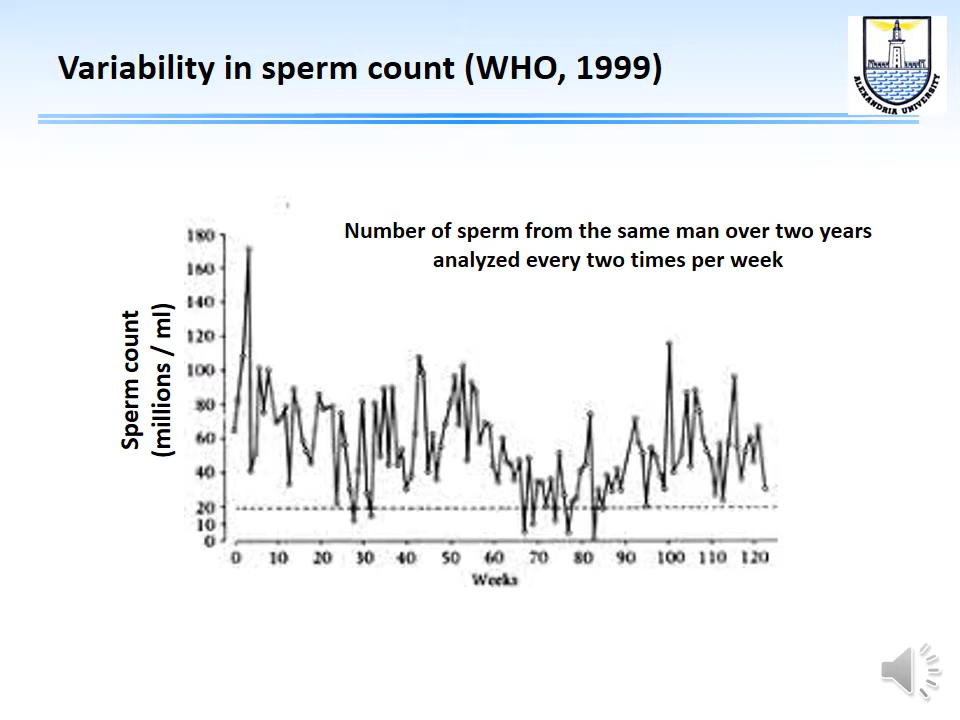 Variability in sperm count (WHO, 1999)
ALEXANDRIA UNIVERSITY
Number of sperm from the same man over two years
analyzed every two times per week
Sperm count
(millions / ml)
180
160
140
120
100
80
60
40
20
10
0
0 10 20 30 40 50 60 70 80 90 100 110 120
Weeks